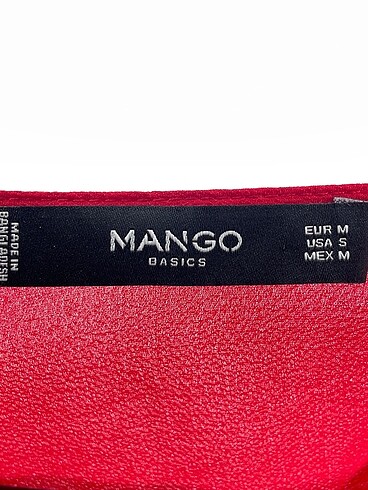 MADE IN
BANGLADESH
MANGO
BASICS
EUR M
USA S
MEX M